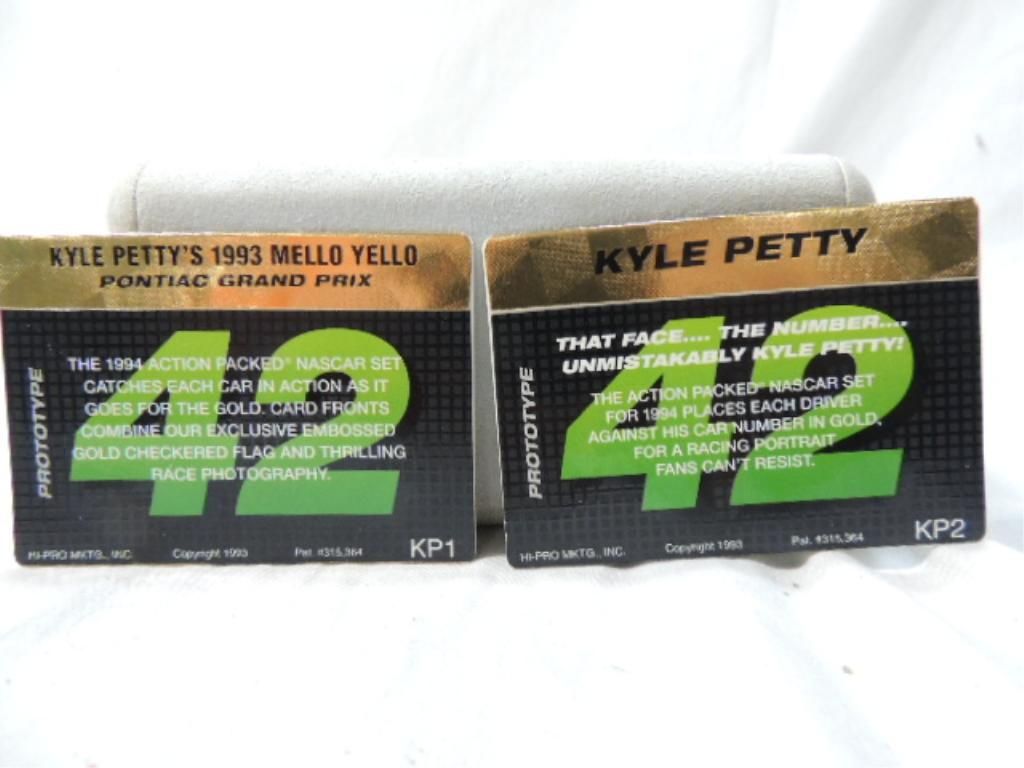 KYLE PETTY'S 1993 MELLO YELLO
PONTIAC GRAND PRIX
42
THE 1994 ACTION PACKED® NASCAR SET
CATCHES EACH CAR IN ACTION AS IT
GOES FOR THE GOLD. CARD FRONTS
COMBINE OUR EXCLUSIVE EMBOSSED
GOLD CHECKERED FLAG AND THRILLING
RACE PHOTOGRAPHY.
PROTOTYPE
HI-PRO MKTG., INC. Copyright 1993 Pat. #315,364 KP1
KYLE PETTY
42
THAT FACE.... THE NUMBER....
UNMISTAKABLY KYLE PETTY!
THE ACTION PACKED® NASCAR SET
FOR 1994 PLACES EACH DRIVER
AGAINST HIS CAR NUMBER IN GOLD,
FOR A RACING PORTRAIT
FANS CAN'T RESIST.
PROTOTYPE
HI-PRO MKTG., INC. Copyright 1993 Pat. #315,364 KP2